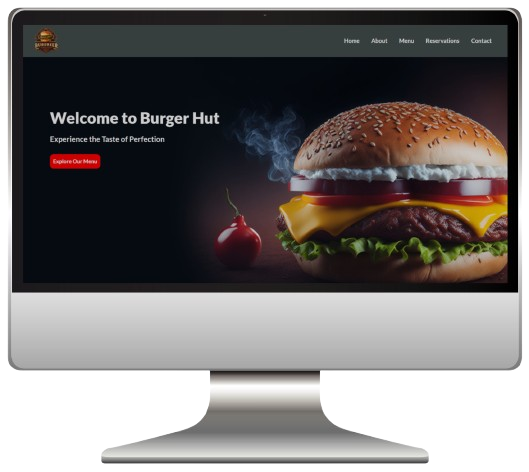 Home About Menu Reservations Contact
Welcome to Burger Hut
Experience the Taste of Perfection
Explore Our Menu